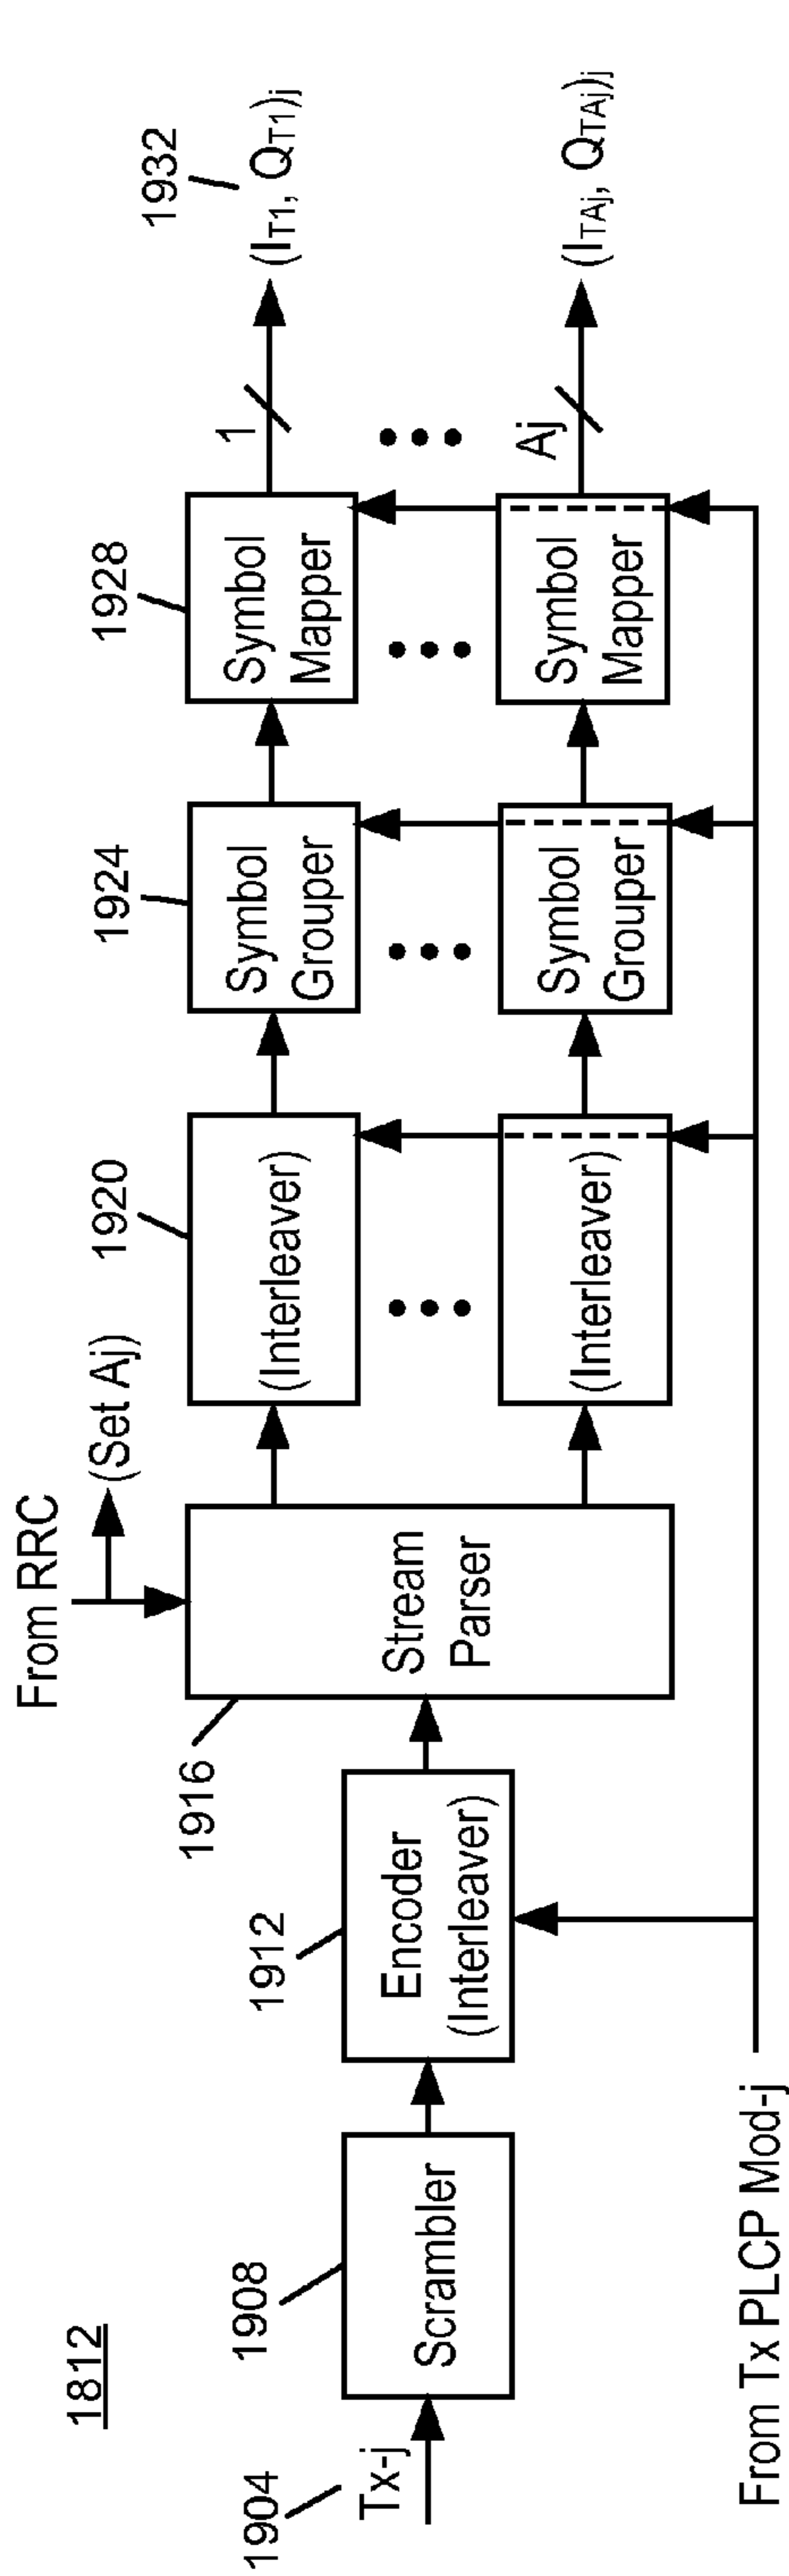 1812
1904
Tx-j
1908
Scrambler
1912
Encoder
(Interleaver)
1916
From RRC
(Set Aj)
Stream
Parser
1920
(Interleaver)
(Interleaver)
1924
Symbol
Grouper
Symbol
Grouper
1928
Symbol
Mapper
Symbol
Mapper
1
Aj
1932
(IT1, QT1)j
(ITAj, QTAj)j
From Tx PLCP Mod-j